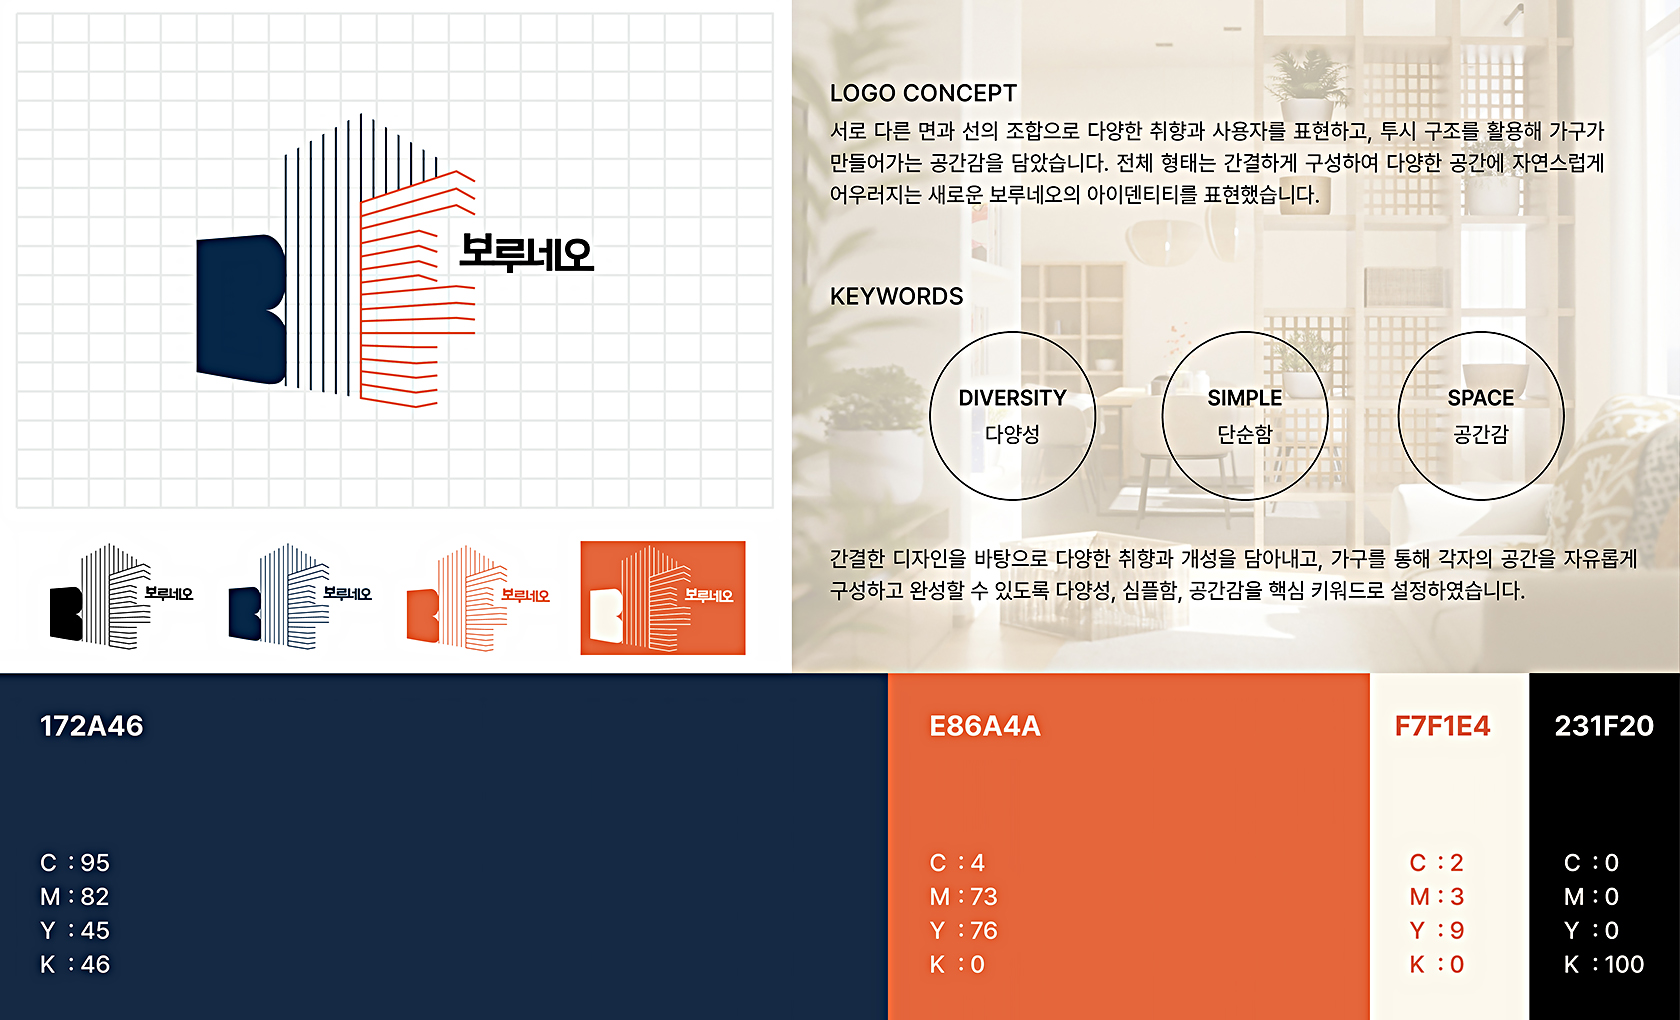 보루네오
보루네오
보루네오
보루네오
보루네오
LOGO CONCEPT
서로 다른 면과 선의 조합으로 다양한 취향과 사용자를 표현하고, 투시 구조를 활용해 가구가
만들어가는 공간감을 담았습니다. 전체 형태는 간결하게 구성하여 다양한 공간에 자연스럽게
어우러지는 새로운 보루네오의 아이덴티티를 표현했습니다.
KEYWORDS
DIVERSITY
다양성
SIMPLE
단순함
SPACE
공간감
간결한 디자인을 바탕으로 다양한 취향과 개성을 담아내고, 가구를 통해 각자의 공간을 자유롭게
구성하고 완성할 수 있도록 다양성, 심플함, 공간감을 핵심 키워드로 설정하였습니다.
172A46
C : 95
M : 82
Y : 45
K : 46
E86A4A
C : 4
M : 73
Y : 76
K : 0
F7F1E4
C : 2
M : 3
Y : 9
K : 0
231F20
C : 0
M : 0
Y : 0
K : 100